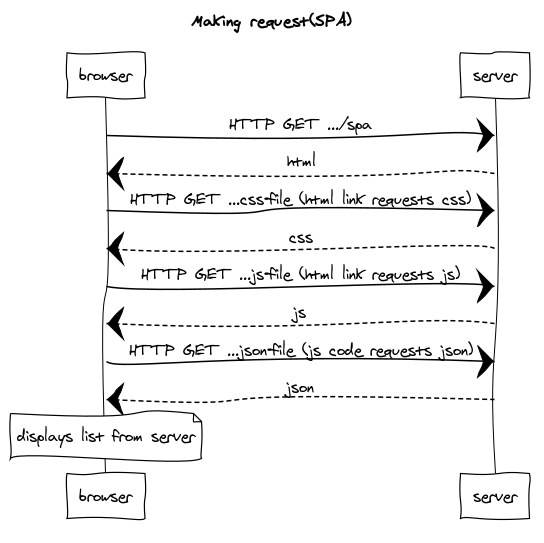 Making request(SPA)
browser
server
HTTP GET .../spa
html
HTTP GET ...css-file (html link requests css)
css
HTTP GET ...js-file (html link requests js)
js
HTTP GET ...json-file (js code requests json)
json
displays list from server
browser
server